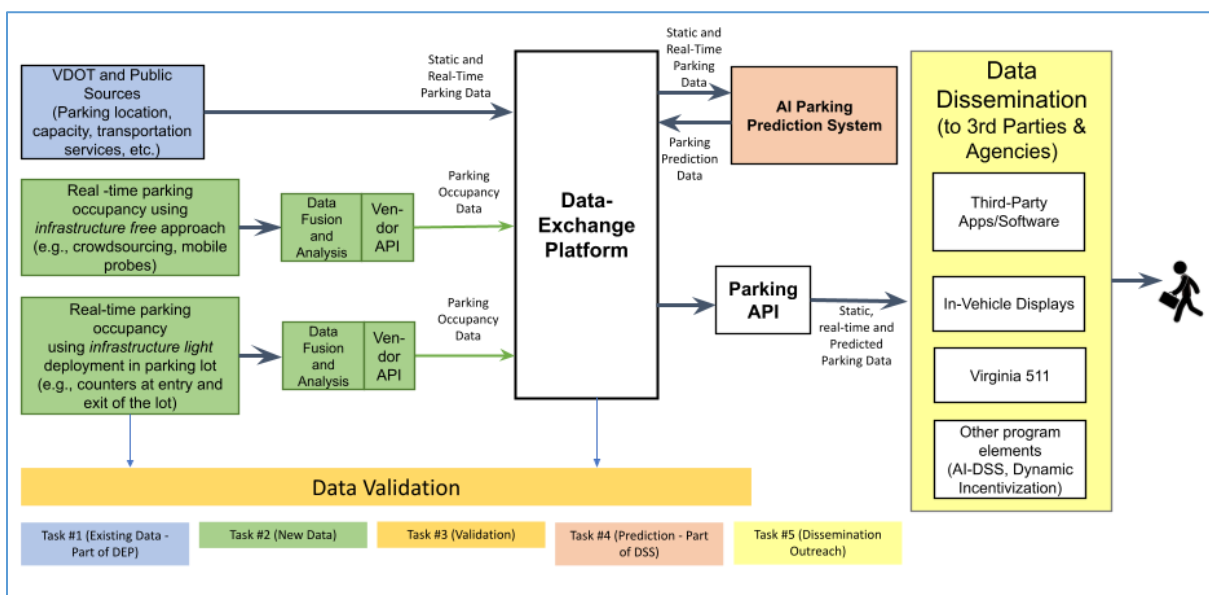 VDOT and Public
Sources
(Parking location,
capacity, transportation
services, etc.)
Static and
Real-Time
Parking Data
Real -time parking
occupancy using
infrastructure free approach
(e.g., crowdsourcing, mobile
probes)
Data
Fusion
and
Analysis
Ven-
dor
API
Parking
Occupancy
Data
Real-time parking
occupancy
using infrastructure light
deployment in parking lot
(e.g., counters at entry and
exit of the lot)
Data
Fusion
and
Analysis
Ven-
dor
API
Parking
Occupancy
Data
Data-
Exchange
Platform
Static and
Real-Time
Parking
Data
AI Parking
Prediction System
Parking
Prediction
Data
Parking
API
Static,
real-time and
Predicted
Parking Data
Data
Dissemination
(to 3rd Parties &
Agencies)
Third-Party
Apps/Software
In-Vehicle Displays
Virginia 511
Other program
elements
(AI-DSS, Dynamic
Incentivization)
Data Validation
Task #1 (Existing Data -
Part of DEP)
Task #2 (New Data)
Task #3 (Validation)
Task #4 (Prediction - Part
of DSS)
Task #5 (Dissemination
Outreach)